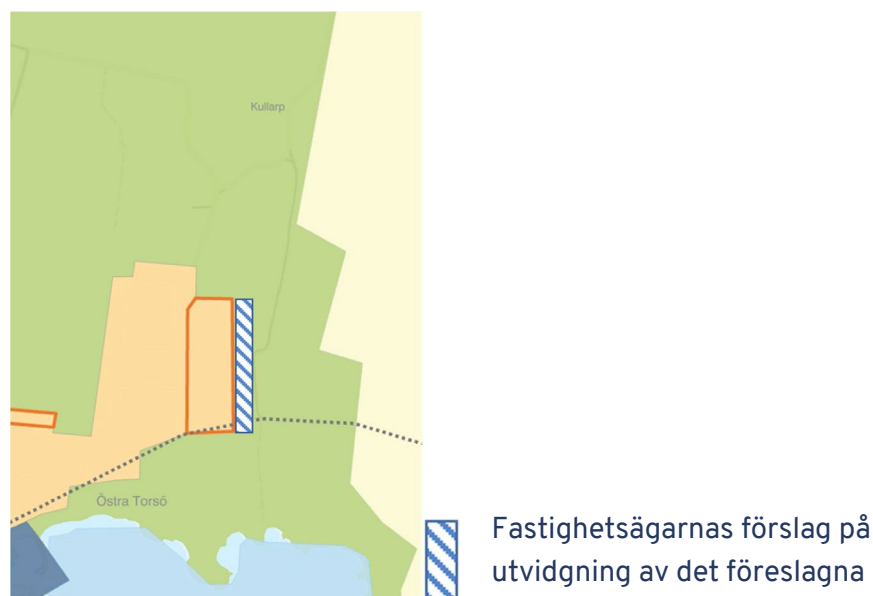 Kullarp
Östra Torsö
Fastighetsägarnas förslag på
utvidgning av det föreslagna